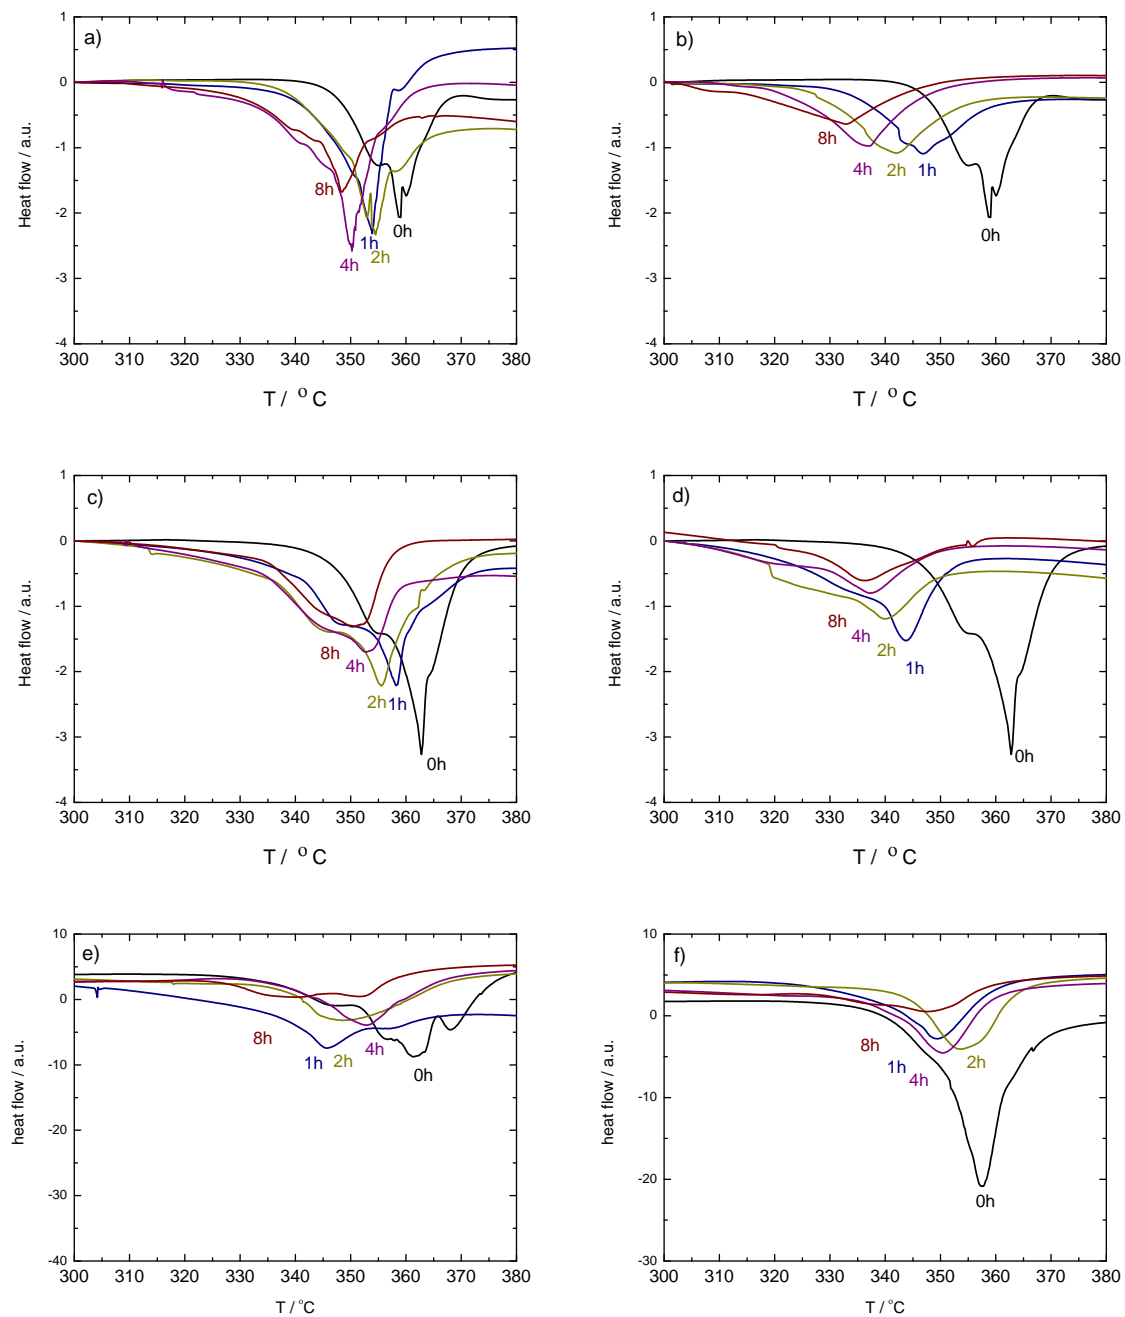 a)
1
0
-1
-2
-3
-4
Heat flow / a.u.
8h
4h
1h
2h
0h
300 310 320 330 340 350 360 370 380
T / °C
b)
1
0
-1
-2
-3
-4
Heat flow / a.u.
8h
4h
2h
1h
0h
300 310 320 330 340 350 360 370 380
T / °C
c)
1
0
-1
-2
-3
-4
Heat flow / a.u.
8h
4h
2h
1h
0h
300 310 320 330 340 350 360 370 380
T / °C
d)
1
0
-1
-2
-3
-4
Heat flow / a.u.
8h
4h
2h
1h
0h
300 310 320 330 340 350 360 370 380
T / °C
e)
10
0
-10
-20
-30
-40
heat flow / a.u.
8h
1h
2h
4h
0h
300 310 320 330 340 350 360 370 380
T / °C
f)
10
0
-10
-20
-30
heat flow / a.u.
8h
1h
4h
2h
0h
300 310 320 330 340 350 360 370 380
T / °C